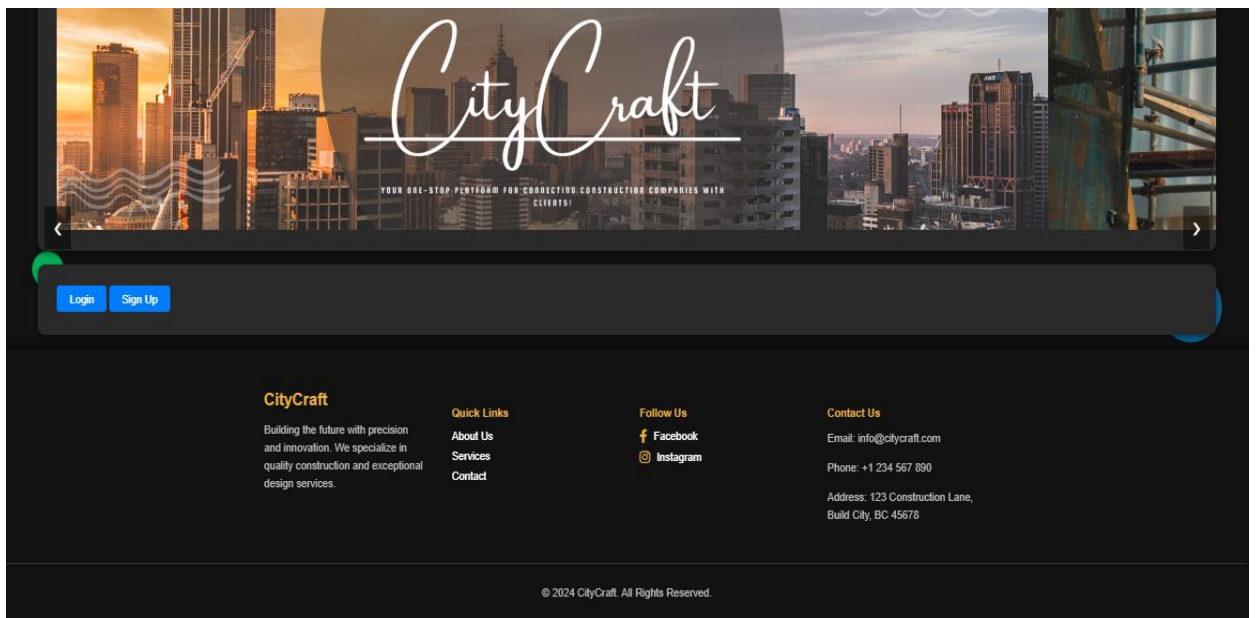 CityCraft
YOUR ONE-STOP PLATFORM FOR CONNECTING CONSTRUCTION COMPANIES WITH
CLIENTS!
❮
❯
Login
Sign Up
CityCraft
Building the future with precision
and innovation. We specialize in
quality construction and exceptional
design services.
Quick Links
About Us
Services
Contact
Follow Us
Facebook
Instagram
Contact Us
Email: info@citycraft.com
Phone: +1 234 567 890
Address: 123 Construction Lane,
Build City, BC 45678
© 2024 CityCraft. All Rights Reserved.